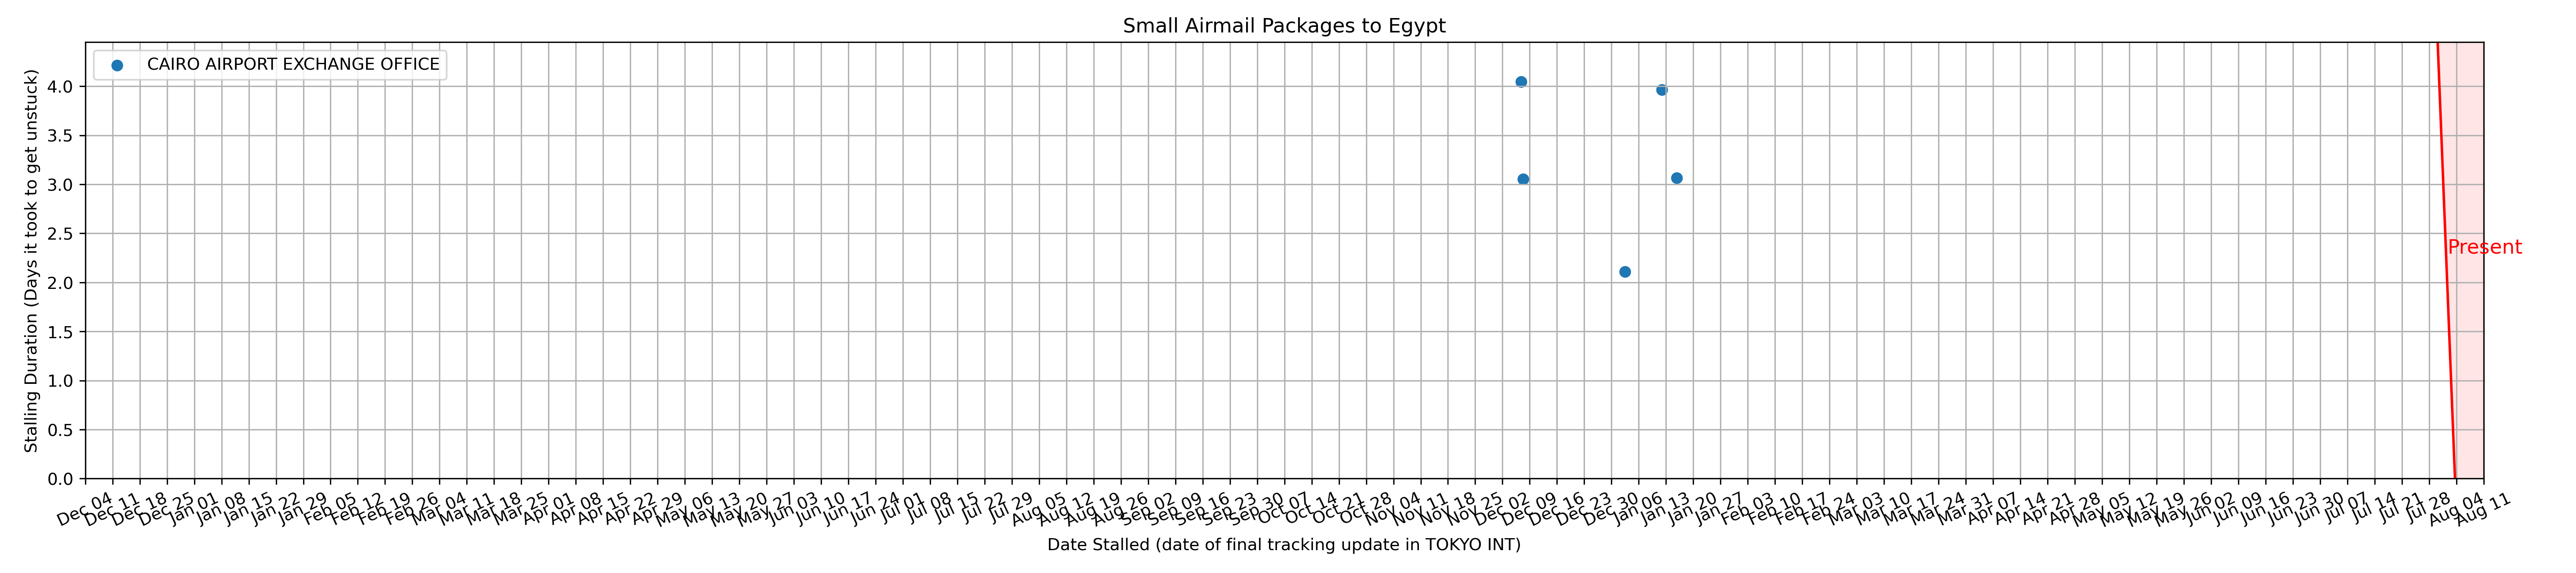 Small Airmail Packages to Egypt
CAIRO AIRPORT EXCHANGE OFFICE
Stalling Duration (Days it took to get unstuck)
4.0
3.5
3.0
2.5
2.0
1.5
1.0
0.5
0.0
Present
Dec 04
Dec 11
Dec 18
Dec 25
Jan 01
Jan 08
Jan 15
Jan 22
Jan 29
Feb 05
Feb 12
Feb 19
Feb 26
Mar 04
Mar 11
Mar 18
Mar 25
Apr 01
Apr 08
Apr 15
Apr 22
Apr 29
May 06
May 13
May 20
May 27
Jun 03
Jun 10
Jun 17
Jun 24
Jul 01
Jul 08
Jul 15
Jul 22
Jul 29
Aug 05
Aug 12
Aug 19
Aug 26
Sep 02
Sep 09
Sep 16
Sep 23
Sep 30
Oct 07
Oct 14
Oct 21
Oct 28
Nov 04
Nov 11
Nov 18
Nov 25
Dec 02
Dec 09
Dec 16
Dec 23
Dec 30
Jan 06
Jan 13
Jan 20
Jan 27
Feb 03
Feb 10
Feb 17
Feb 24
Mar 03
Mar 10
Mar 17
Mar 24
Mar 31
Apr 07
Apr 14
Apr 21
Apr 28
May 05
May 12
May 19
May 26
Jun 02
Jun 09
Jun 16
Jun 23
Jun 30
Jul 07
Jul 14
Jul 21
Jul 28
Aug 04
Aug 11
Date Stalled (date of final tracking update in TOKYO INT)